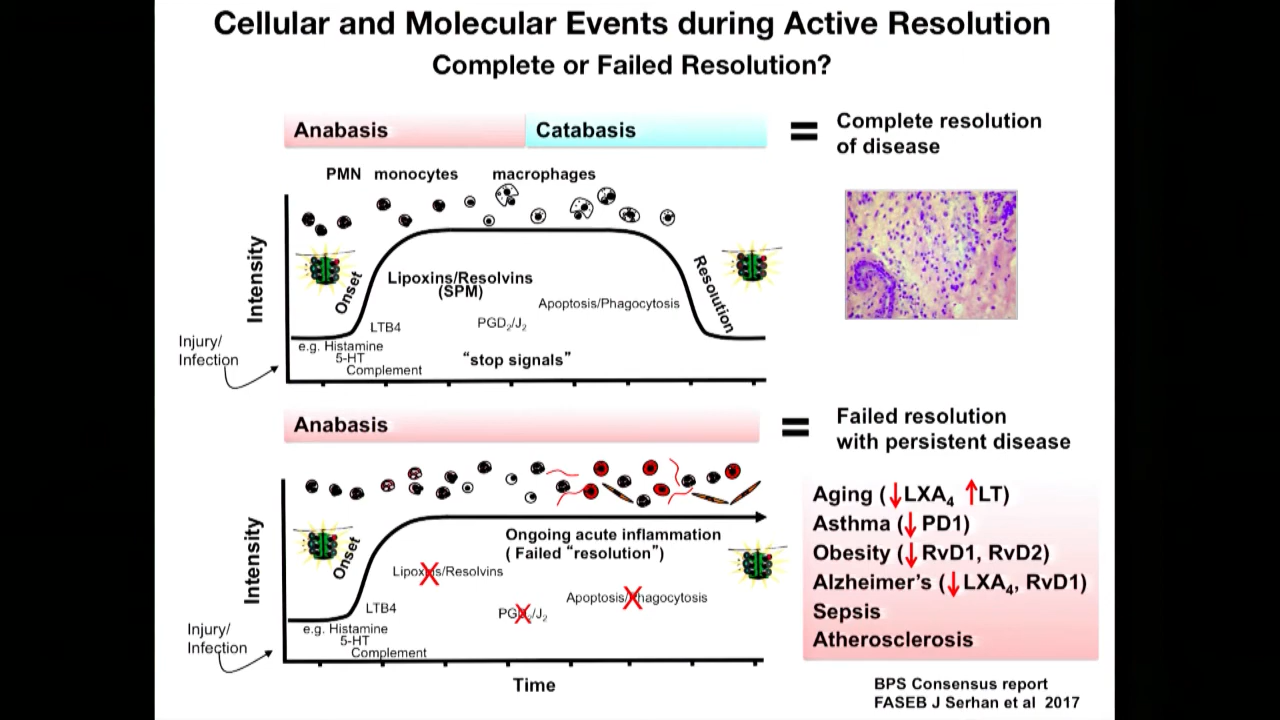 Cellular and Molecular Events during Active Resolution
Complete or Failed Resolution?
Anabasis
Catabasis
= Complete resolution
of disease
PMN monocytes macrophages
Intensity
Onset
Lipoxins/Resolvins
(SPM)
Apoptosis/Phagocytosis
Resolution
LTB4
PGD₂/J₂
Injury/
Infection
e.g. Histamine
5-HT
Complement
“stop signals”
Anabasis
= Failed resolution
with persistent disease
Intensity
Onset
Ongoing acute inflammation
( Failed “resolution”)
Lipoxins/Resolvins
Apoptosis/Phagocytosis
LTB4
PGD₂/J₂
Injury/
Infection
e.g. Histamine
5-HT
Complement
Time
Aging (↓LXA₄ ↑LT)
Asthma (↓ PD1)
Obesity (↓ RvD1, RvD2)
Alzheimer’s (↓LXA₄, RvD1)
Sepsis
Atherosclerosis
BPS Consensus report
FASEB J Serhan et al 2017